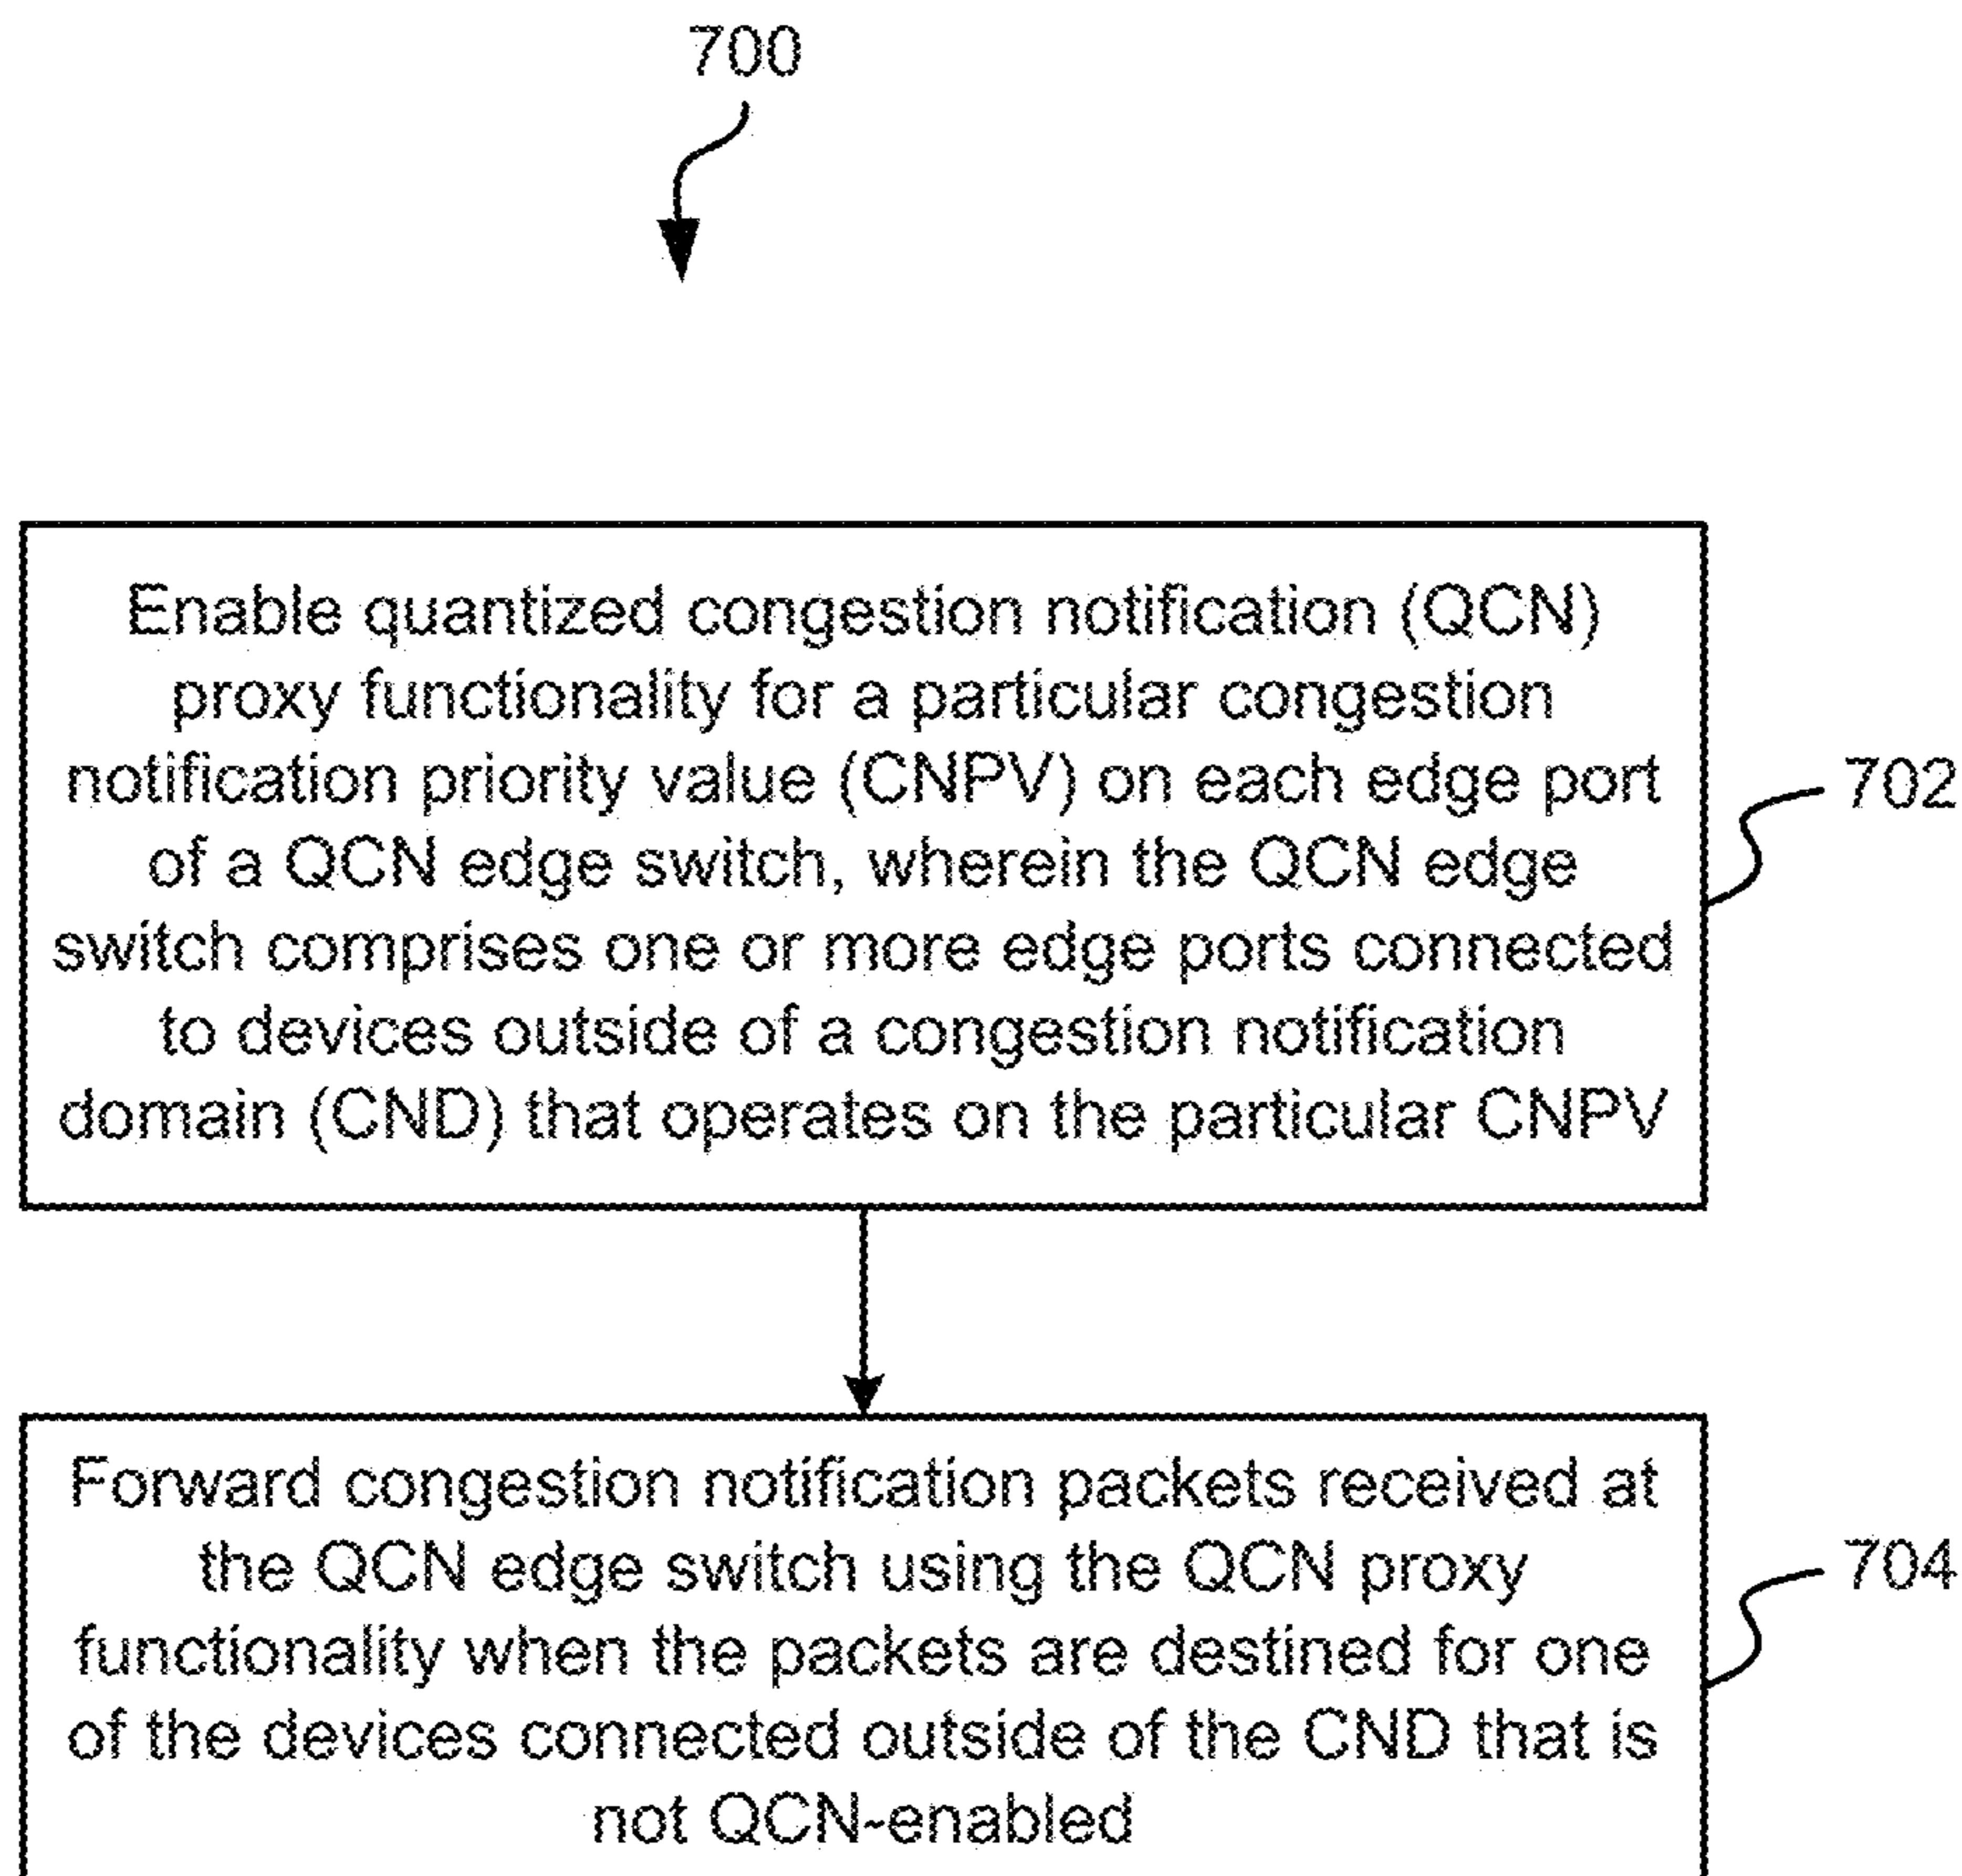 700
Enable quantized congestion notification (QCN)
proxy functionality for a particular congestion
notification priority value (CNPV) on each edge port
of a QCN edge switch, wherein the QCN edge
switch comprises one or more edge ports connected
to devices outside of a congestion notification
domain (CND) that operates on the particular CNPV
702
Forward congestion notification packets received at
the QCN edge switch using the QCN proxy
functionality when the packets are destined for one
of the devices connected outside of the CND that is
not QCN-enabled
704